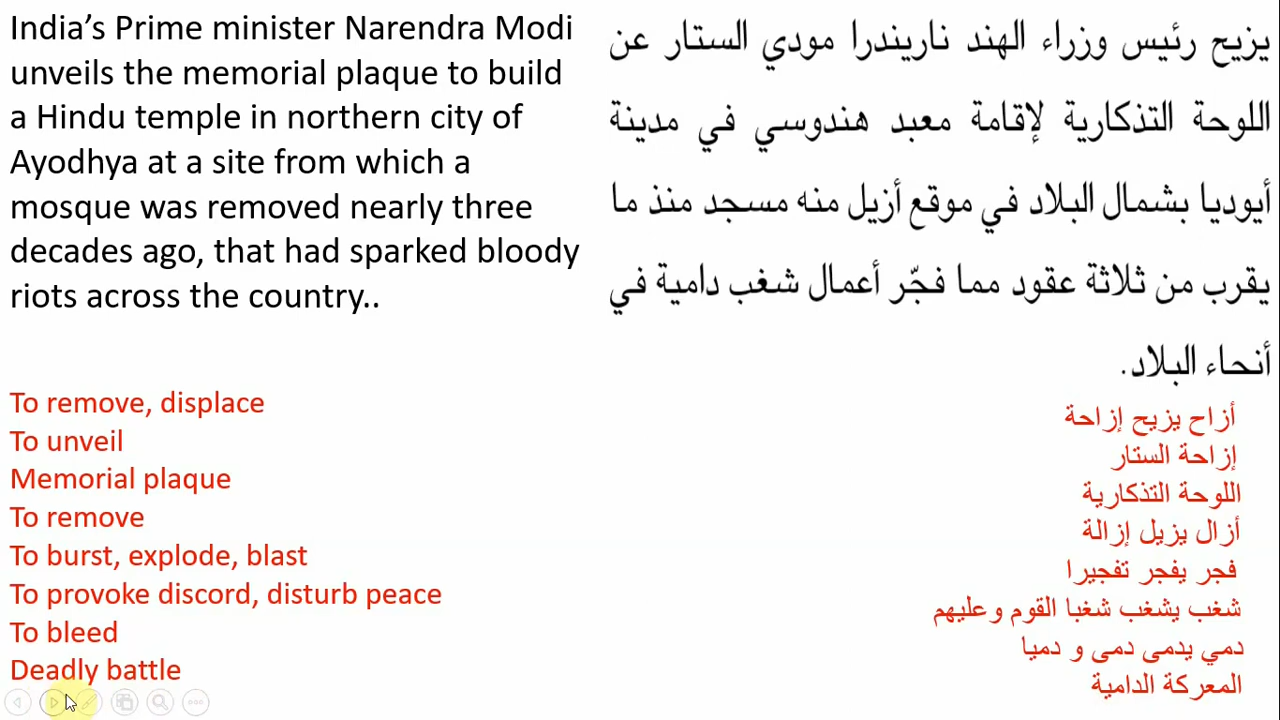 India’s Prime minister Narendra Modi
unveils the memorial plaque to build
a Hindu temple in northern city of
Ayodhya at a site from which a
mosque was removed nearly three
decades ago, that had sparked bloody
riots across the country..
يزيح رئيس وزراء الهند ناريندرا مودي الستار عن
اللوحة التذكارية لإقامة معبد هندوسي في مدينة
أيوديا بشمال البلاد في موقع أزيل منه مسجد منذ ما
يقرب من ثلاثة عقود مما فجّر أعمال شغب دامية في
أنحاء البلاد.
To remove, displace
To unveil
Memorial plaque
To remove
To burst, explode, blast
To provoke discord, disturb peace
To bleed
Deadly battle
أزاح يزيح إزاحة
إزاحة الستار
اللوحة التذكارية
أزال يزيل إزالة
فجر يفجر تفجيرا
شغب يشغب شغبا القوم وعليهم
دمي يدمى دمى و دميا
المعركة الدامية